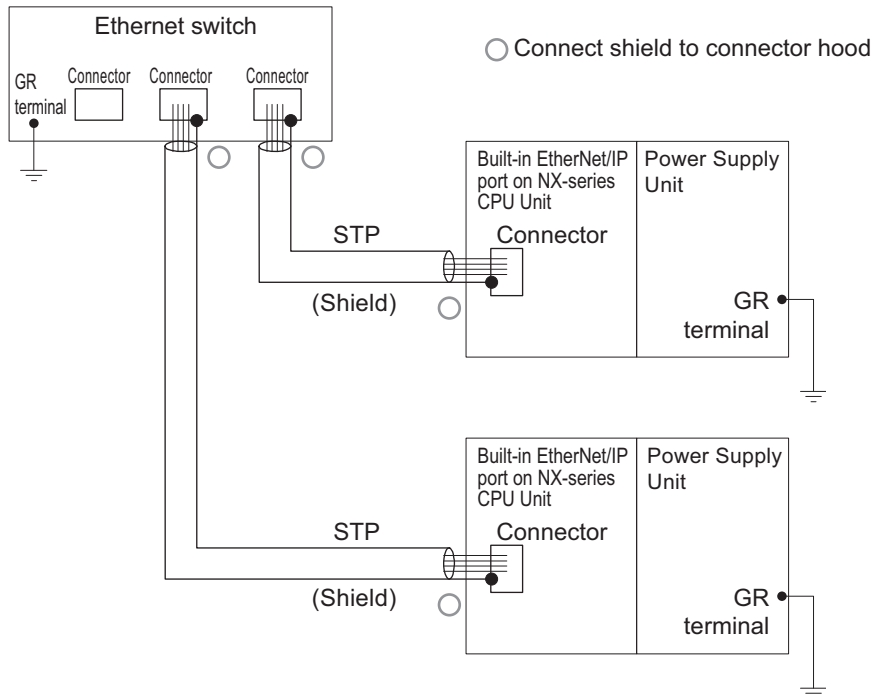 Ethernet switch
Connect shield to connector hood
GR
terminal
Connector
Connector
Connector
Built-in EtherNet/IP
port on NX-series
CPU Unit
Power Supply
Unit
STP
Connector
(Shield)
GR
terminal
Built-in EtherNet/IP
port on NX-series
CPU Unit
Power Supply
Unit
STP
Connector
(Shield)
GR
terminal